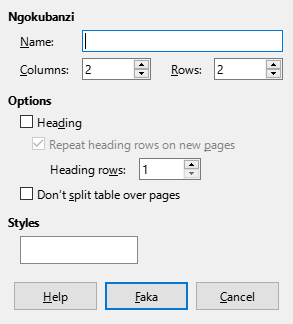 Ngokubanzi
Name:
Columns: 2 Rows: 2
Options
Heading
Repeat heading rows on new pages
Heading rows: 1
Don't split table over pages
Styles
Help Faka Cancel